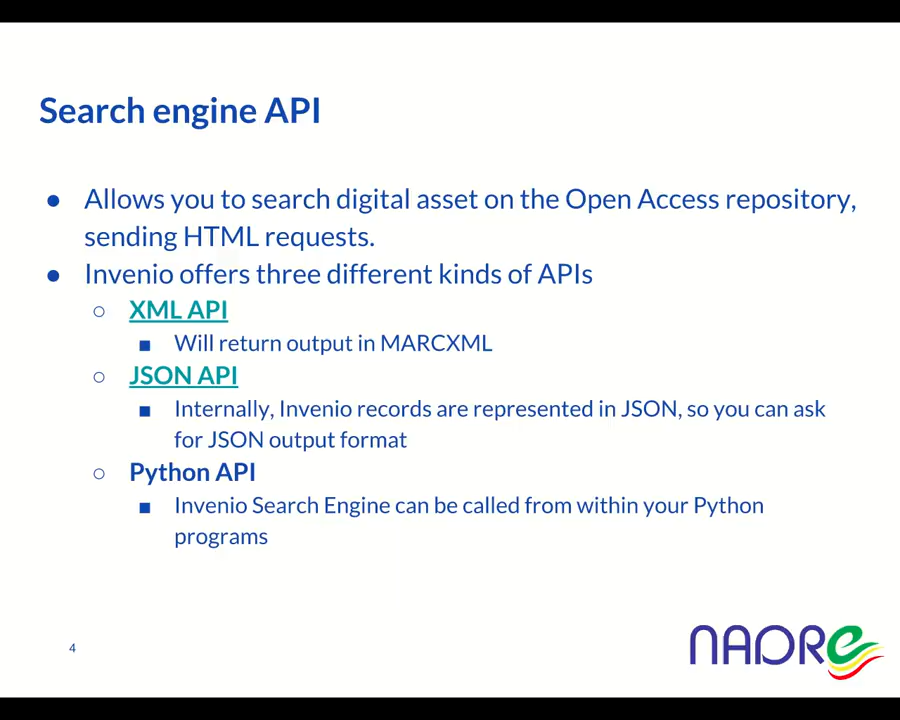 Search engine API
● Allows you to search digital asset on the Open Access repository,
sending HTML requests.
● Invenio offers three different kinds of APIs
○ XML API
■ Will return output in MARCXML
○ JSON API
■ Internally, Invenio records are represented in JSON, so you can ask
for JSON output format
○ Python API
■ Invenio Search Engine can be called from within your Python
programs
4
NADRe